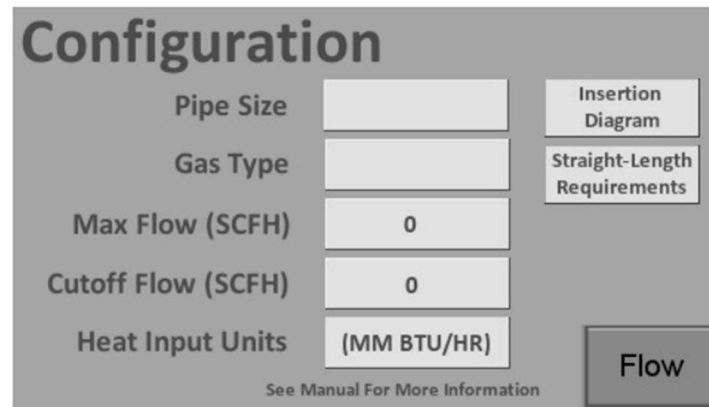 Configuration
Pipe Size
Insertion
Diagram
Gas Type
Straight-Length
Requirements
Max Flow (SCFH)
0
Cutoff Flow (SCFH)
0
Heat Input Units
(MM BTU/HR)
Flow
See Manual For More Information